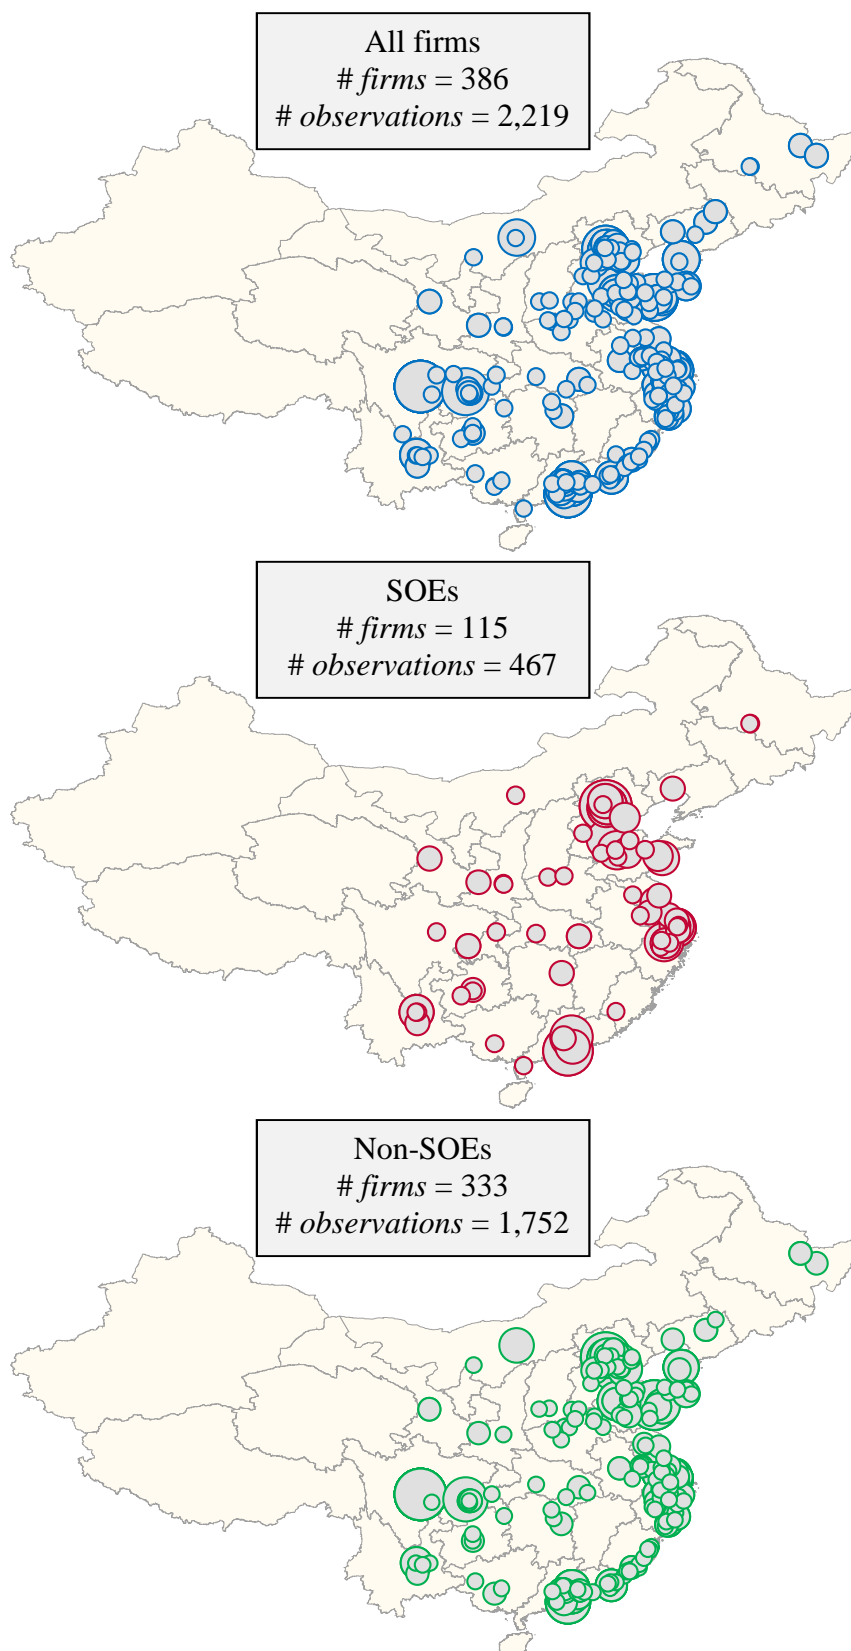 All firms
# firms = 386
# observations = 2,219
SOEs
# firms = 115
# observations = 467
Non-SOEs
# firms = 333
# observations = 1,752